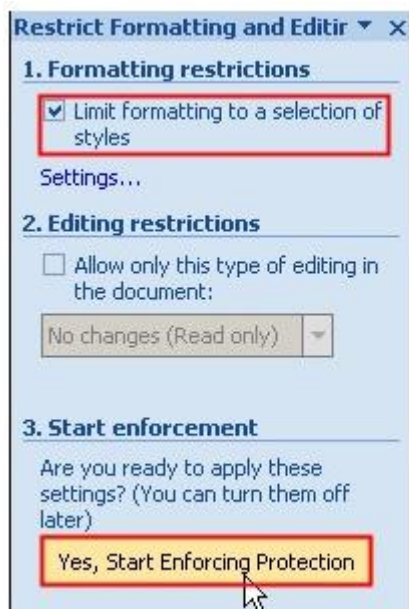 Restrict Formatting and Editir
1. Formatting restrictions
Limit formatting to a selection of
styles
Settings...
2. Editing restrictions
Allow only this type of editing in
the document:
No changes (Read only)
3. Start enforcement
Are you ready to apply these
settings? (You can turn them off
later)
Yes, Start Enforcing Protection